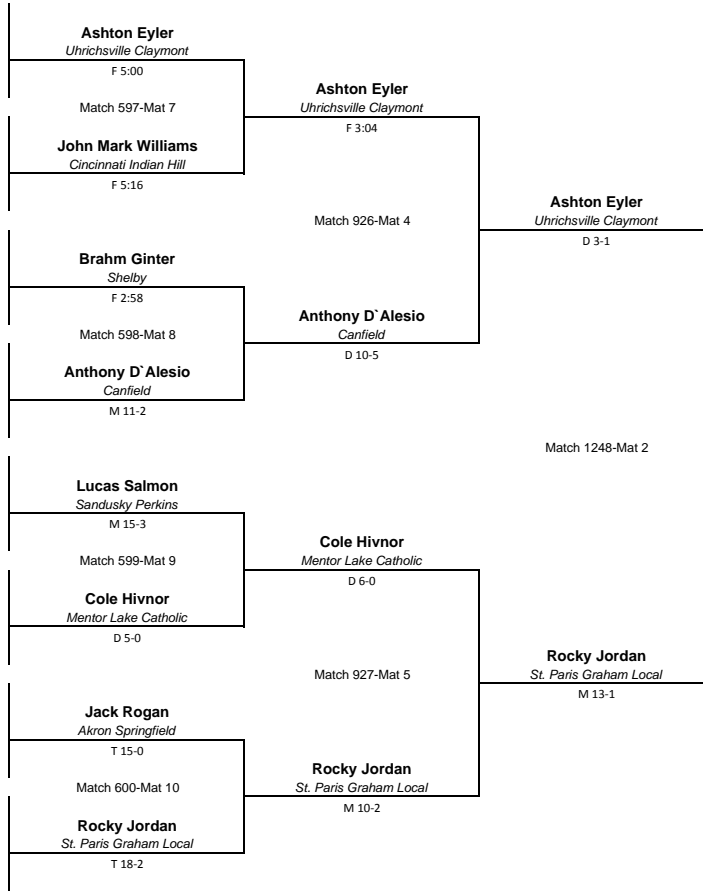 Ashton Eyler
Uhrichsville Claymont
F 5:00
Match 597-Mat 7
John Mark Williams
Cincinnati Indian Hill
F 5:16
Ashton Eyler
Uhrichsville Claymont
F 3:04
Brahm Ginter
Shelby
F 2:58
Match 598-Mat 8
Anthony D`Alesio
Canfield
M 11-2
Match 926-Mat 4
Anthony D`Alesio
Canfield
D 10-5
Ashton Eyler
Uhrichsville Claymont
D 3-1
Match 1248-Mat 2
Lucas Salmon
Sandusky Perkins
M 15-3
Match 599-Mat 9
Cole Hivnor
Mentor Lake Catholic
D 5-0
Cole Hivnor
Mentor Lake Catholic
D 6-0
Match 927-Mat 5
Jack Rogan
Akron Springfield
T 15-0
Match 600-Mat 10
Rocky Jordan
St. Paris Graham Local
T 18-2
Rocky Jordan
St. Paris Graham Local
M 10-2
Rocky Jordan
St. Paris Graham Local
M 13-1